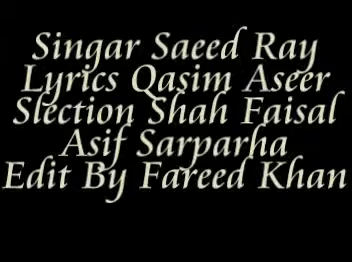 Singar Saeed Ray
Lyrics Qasim Aseer
Slection Shah Faisal
Asif Sarparha
Edit By Fareed Khan